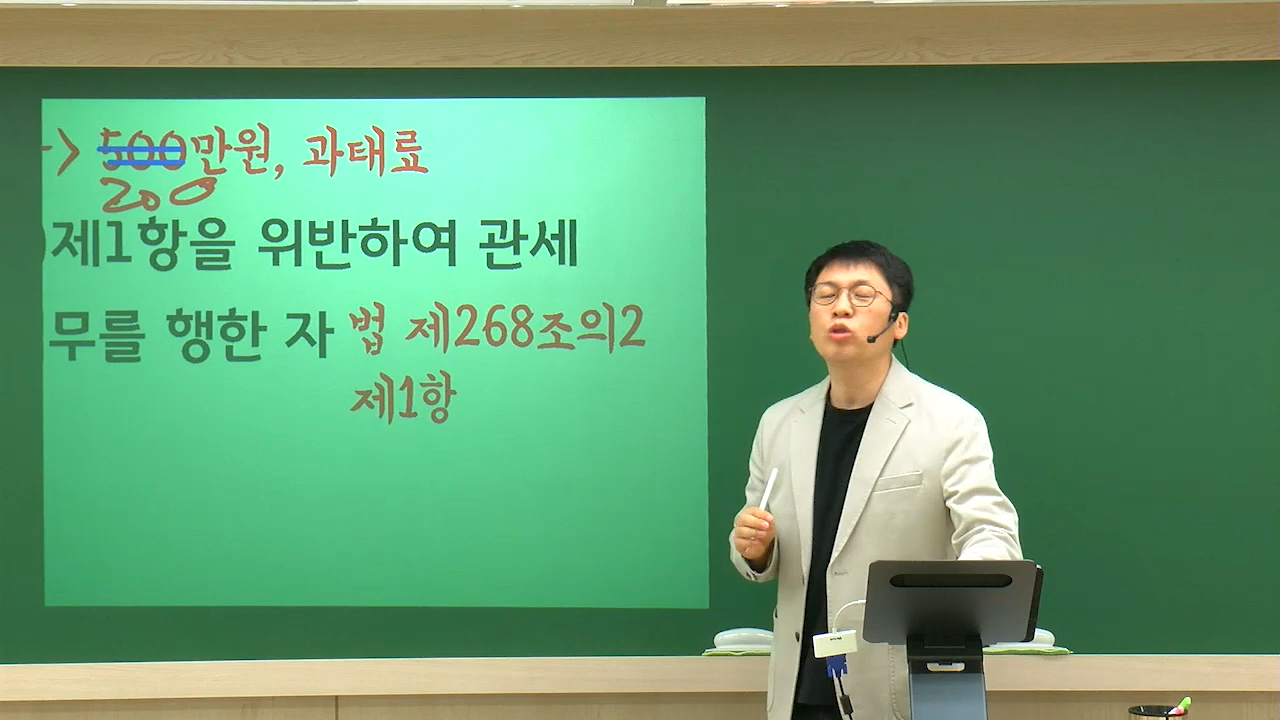 -> 500만원, 과태료
200
제1항을 위반하여 관세
무를 행한 자 법 제268조의2
제1항